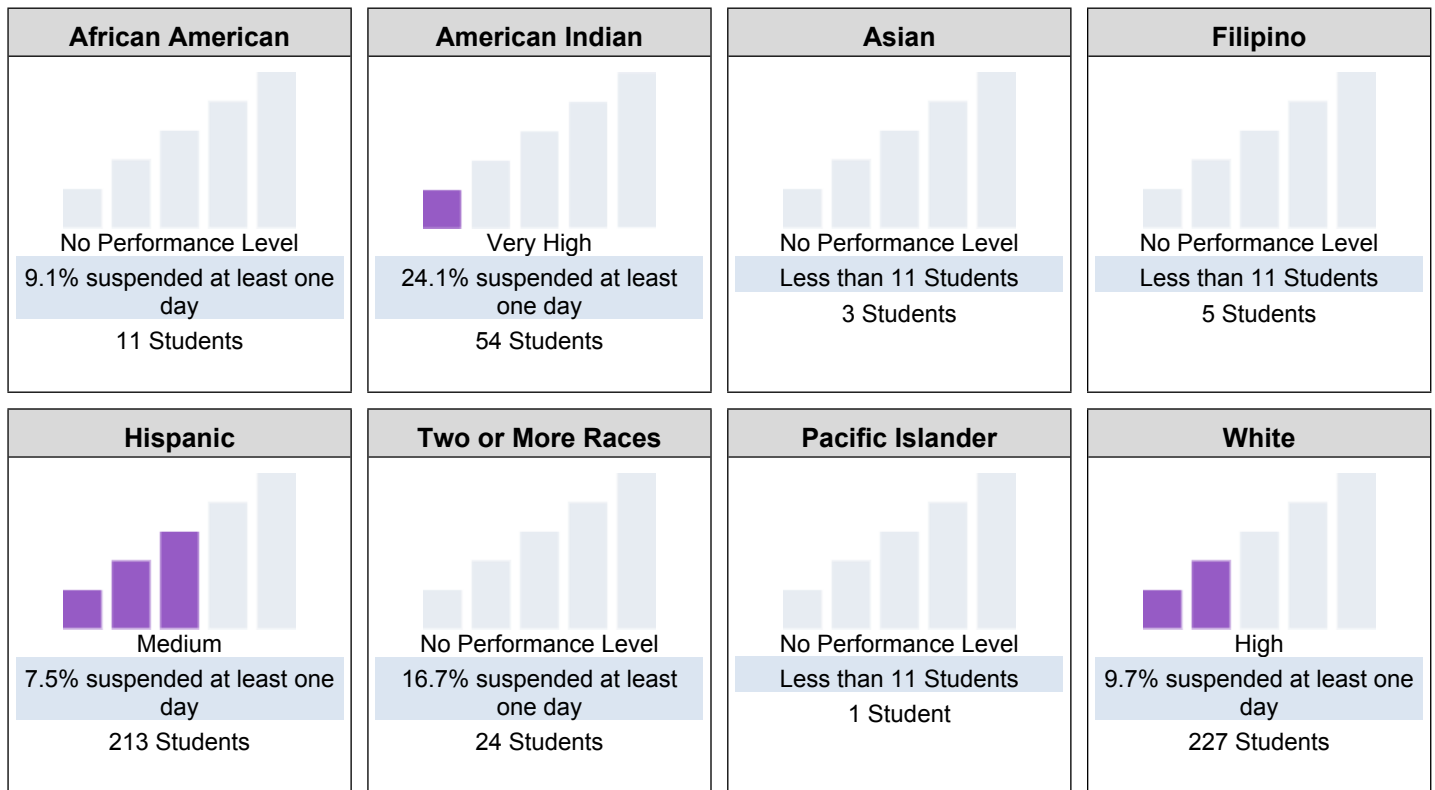 African American
No Performance Level
9.1% suspended at least one
day
11 Students
American Indian
Very High
24.1% suspended at least
one day
54 Students
Asian
No Performance Level
Less than 11 Students
3 Students
Filipino
No Performance Level
Less than 11 Students
5 Students
Hispanic
Medium
7.5% suspended at least one
day
213 Students
Two or More Races
No Performance Level
16.7% suspended at least
one day
24 Students
Pacific Islander
No Performance Level
Less than 11 Students
1 Student
White
High
9.7% suspended at least one
day
227 Students